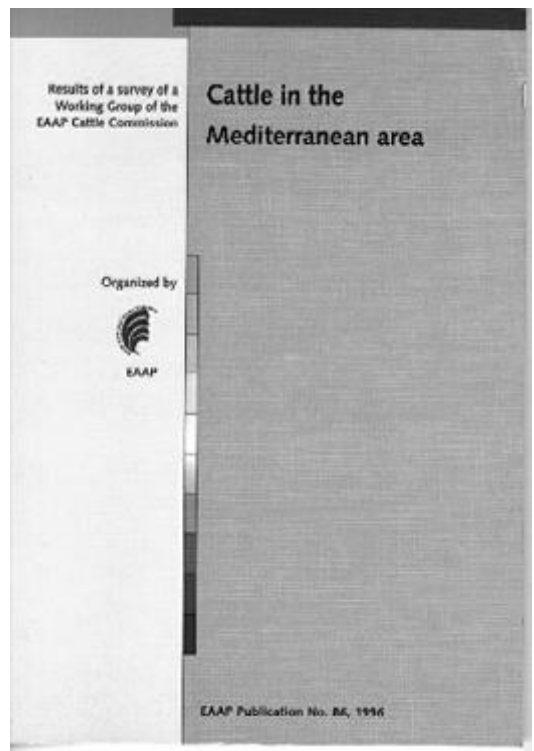 Results of a survey of a
Working Group of the
EAAP Cattle Commission
Cattle in the
Mediterranean area
Organized by
EAAP
EAAP Publication No. 86, 1996